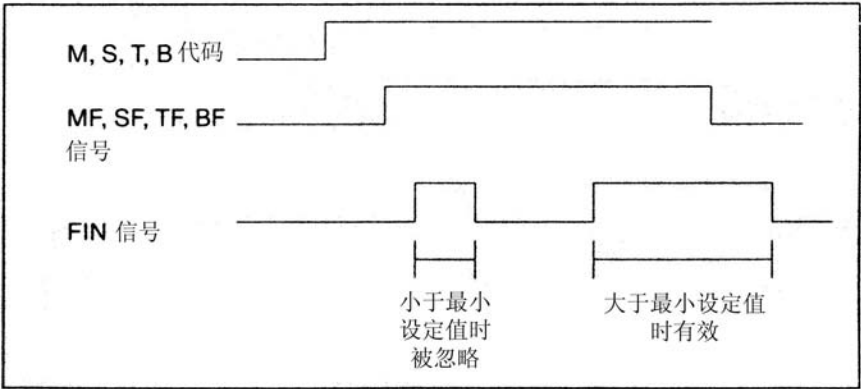 M, S, T, B 代码
MF, SF, TF, BF
信号
FIN 信号
小于最小
设定值时
被忽略
大于最小设定值
时有效